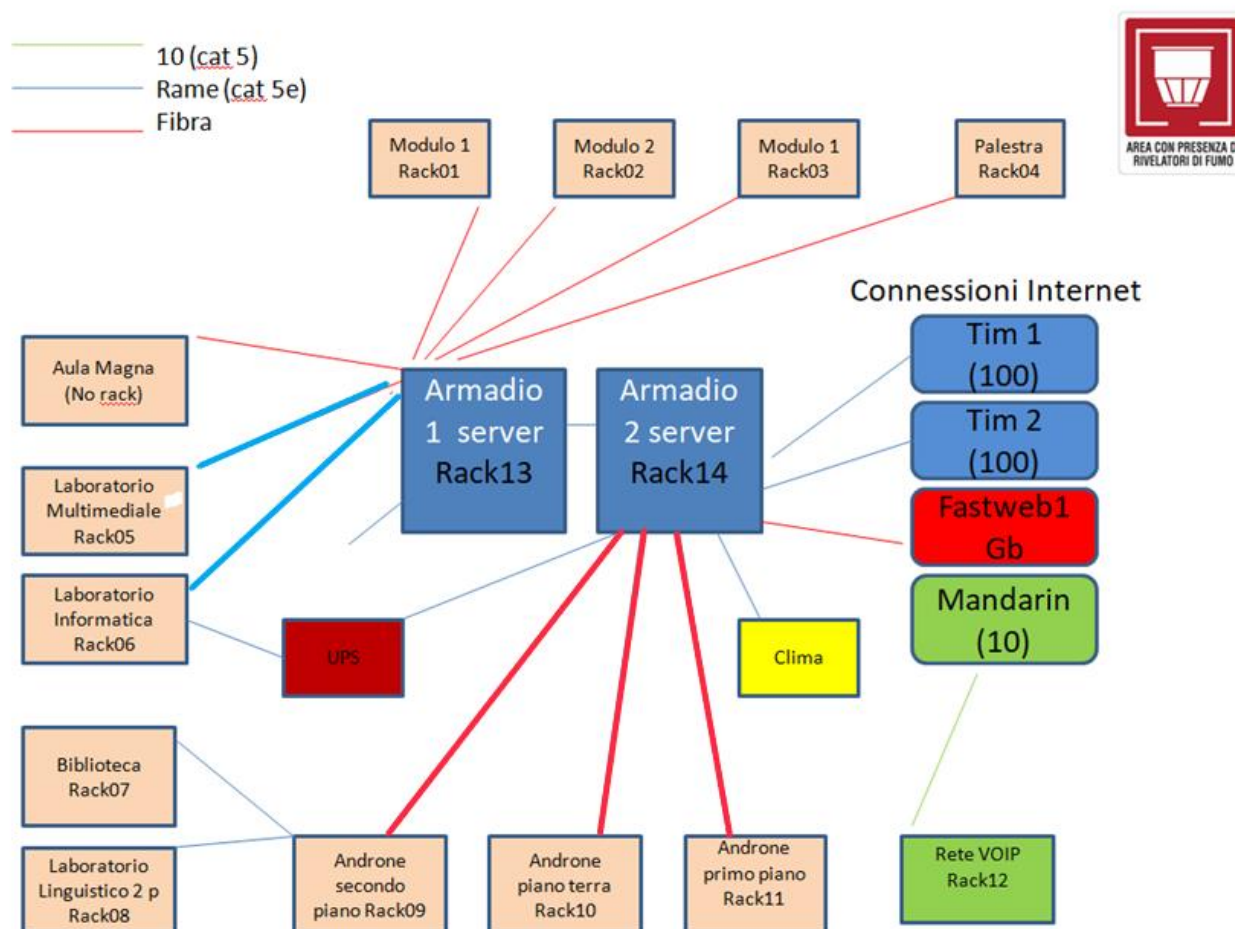 10 (cat 5)
Rame (cat 5e)
Fibra
AREA CON PRESENZA D
RIVELATORI DI FUMO
Modulo 1
Rack01
Modulo 2
Rack02
Modulo 1
Rack03
Palestra
Rack04
Connessioni Internet
Tim 1
(100)
Tim 2
(100)
Fastweb1
Gb
Mandarin
(10)
Aula Magna
(No rack)
Armadio
1 server
Rack13
Armadio
2 server
Rack14
Laboratorio
Multimediale
Rack05
Laboratorio
Informatica
Rack06
UPS
Clima
Biblioteca
Rack07
Laboratorio
Linguistico 2 p
Rack08
Androne
secondo
piano Rack09
Androne
piano terra
Rack10
Androne
primo piano
Rack11
Rete VOIP
Rack12